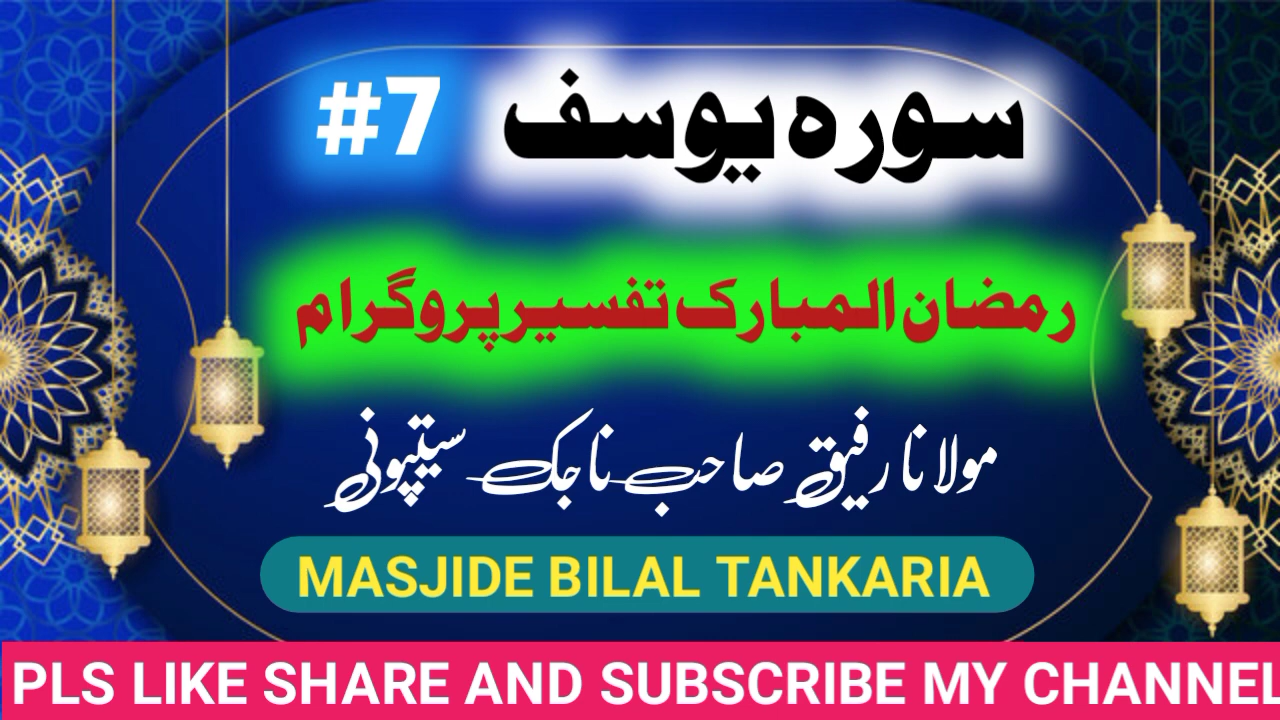 سورہ یوسف #7
رمضان المبارک تفسیر پروگرام
مولانا رفیق صاحب ناجک سیتپونی
MASJIDE BILAL TANKARIA
PLS LIKE SHARE AND SUBSCRIBE MY CHANNEL